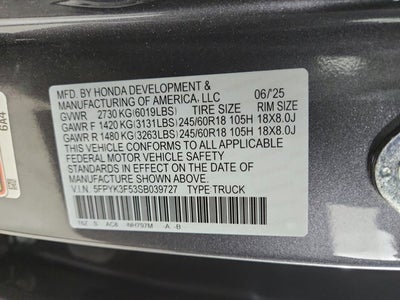 MFD. BY HONDA DEVELOPMENT & 06/'25
MANUFACTURING OF AMERICA, LLC
GVWR 2730 KG(6019LBS) TIRE SIZE RIM SIZE
GAWR F 1420 KG(3131LBS) 245/60R18 105H 18X8.0J
GAWR R 1480 KG(3263LBS) 245/60R18 105H 18X8.0J
THIS VEHICLE CONFORMS TO ALL APPLICABLE
FEDERAL MOTOR VEHICLE SAFETY
STANDARDS IN EFFECT ON THE DATE OF
MANUFACTURE SHOWN ABOVE.
V.I.N. 5FPYK3F53SB039727 TYPE TRUCK
T6Z S AC6 NH797M A -B
6A4